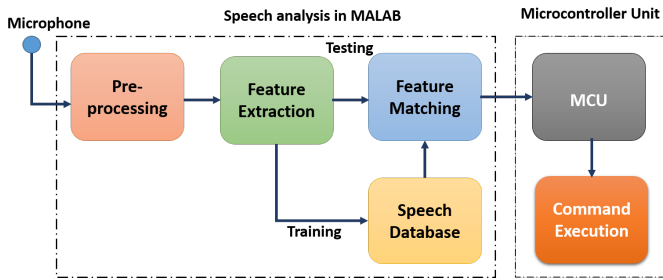 Speech analysis in MALAB
Microcontroller Unit
Microphone
Testing
Pre-
processing
Feature
Extraction
Feature
Matching
MCU
Training
Speech
Database
Command
Execution